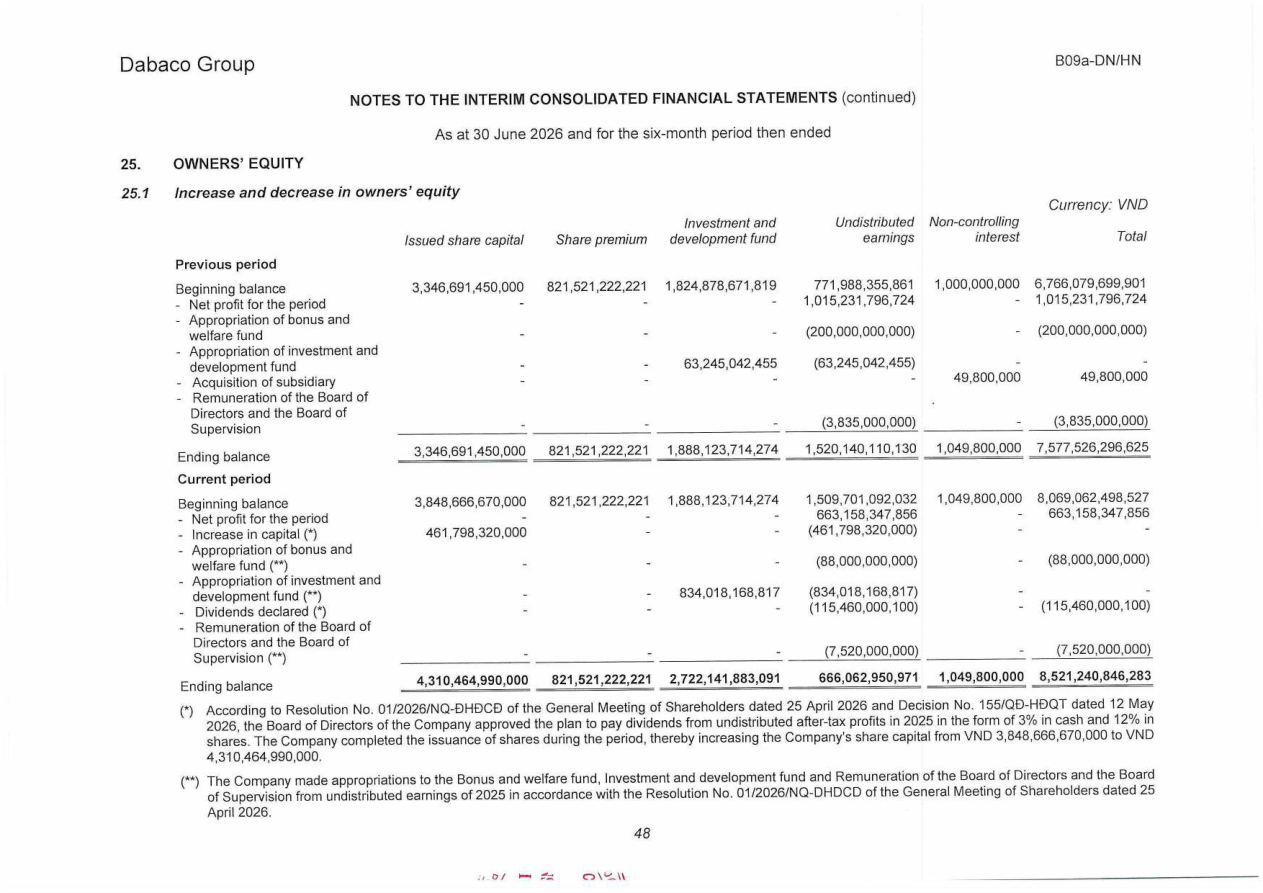 Dabaco Group
B09a-DN/HN
NOTES TO THE INTERIM CONSOLIDATED FINANCIAL STATEMENTS (continued)
As at 30 June 2026 and for the six-month period then ended
25. OWNERS' EQUITY
25.1 Increase and decrease in owners' equity
Currency: VND
Issued share capital Share premium Investment and development fund Undistributed earnings Non-controlling interest Total
Previous period
Beginning balance 3,346,691,450,000 821,521,222,221 1,824,878,671,819 771,988,355,861 1,000,000,000 6,766,079,699,901
- Net profit for the period - - - 1,015,231,796,724 - 1,015,231,796,724
- Appropriation of bonus and
welfare fund - - - (200,000,000,000) - (200,000,000,000)
- Appropriation of investment and
development fund - - 63,245,042,455 (63,245,042,455) - -
- Acquisition of subsidiary - - - - 49,800,000 49,800,000
- Remuneration of the Board of
Directors and the Board of
Supervision - - - (3,835,000,000) - (3,835,000,000)
Ending balance 3,346,691,450,000 821,521,222,221 1,888,123,714,274 1,520,140,110,130 1,049,800,000 7,577,526,296,625
Current period
Beginning balance 3,848,666,670,000 821,521,222,221 1,888,123,714,274 1,509,701,092,032 1,049,800,000 8,069,062,498,527
- Net profit for the period - - - 663,158,347,856 - 663,158,347,856
- Increase in capital (*) 461,798,320,000 - - (461,798,320,000) - -
- Appropriation of bonus and
welfare fund (**) - - - (88,000,000,000) - (88,000,000,000)
- Appropriation of investment and
development fund (**) - - 834,018,168,817 (834,018,168,817) - -
- Dividends declared (*) - - - (115,460,000,100) - (115,460,000,100)
- Remuneration of the Board of
Directors and the Board of
Supervision (**) - - - (7,520,000,000) - (7,520,000,000)
Ending balance 4,310,464,990,000 821,521,222,221 2,722,141,883,091 666,062,950,971 1,049,800,000 8,521,240,846,283
(*) According to Resolution No. 01/2026/NQ-ĐHĐCĐ of the General Meeting of Shareholders dated 25 April 2026 and Decision No. 155/QĐ-HĐQT dated 12 May
2026, the Board of Directors of the Company approved the plan to pay dividends from undistributed after-tax profits in 2025 in the form of 3% in cash and 12% in
shares. The Company completed the issuance of shares during the period, thereby increasing the Company's share capital from VND 3,848,666,670,000 to VND
4,310,464,990,000.
(**) The Company made appropriations to the Bonus and welfare fund, Investment and development fund and Remuneration of the Board of Directors and the Board
of Supervision from undistributed earnings of 2025 in accordance with the Resolution No. 01/2026/NQ-DHDCD of the General Meeting of Shareholders dated 25
April 2026.
48